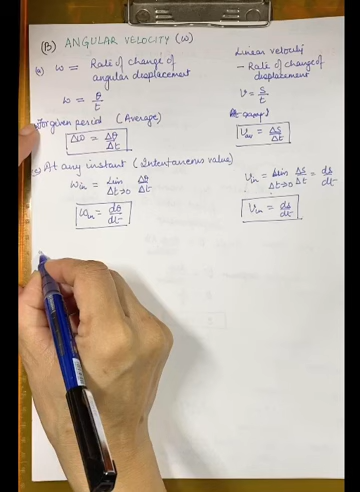 (B) ANGULAR VELOCITY (ω)
(a) ω = Rate of change of
angular displacement
ω = θ/t
For given period (Average)
Δω = Δθ/Δt
(c) At any instant (Intentaneous value)
ωin = Lim Δt→0 Δθ/Δt
ωin = dθ/dt
Linear velocity
– Rate of change of
displacement
v = s/t
Vav = Δs/Δt
Vin = Lim Δt→0 Δs/Δt = ds/dt
Vin = ds/dt